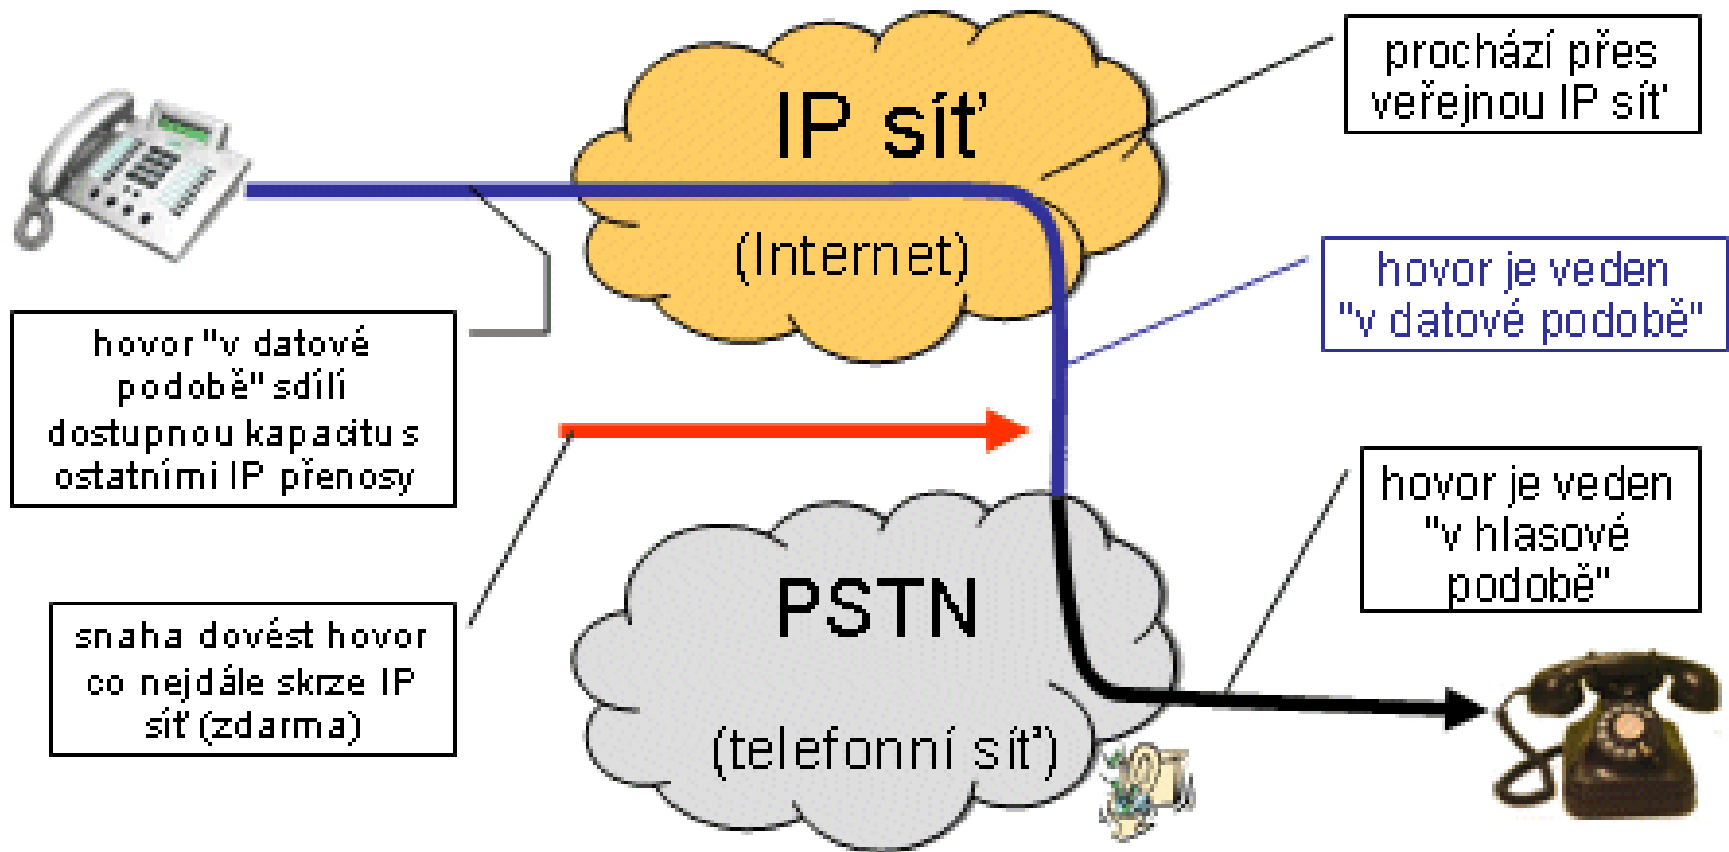 IP síť
(Internet)
prochází přes
veřejnou IP síť
hovor je veden
"v datové podobě"
hovor "v datové
podobě" sdílí
dostupnou kapacitu s
ostatními IP přenosy
hovor je veden
"v hlasové
podobě"
snaha dovést hovor
co nejdále skrze IP
síť (zdarma)
PSTN
(telefonní síť)